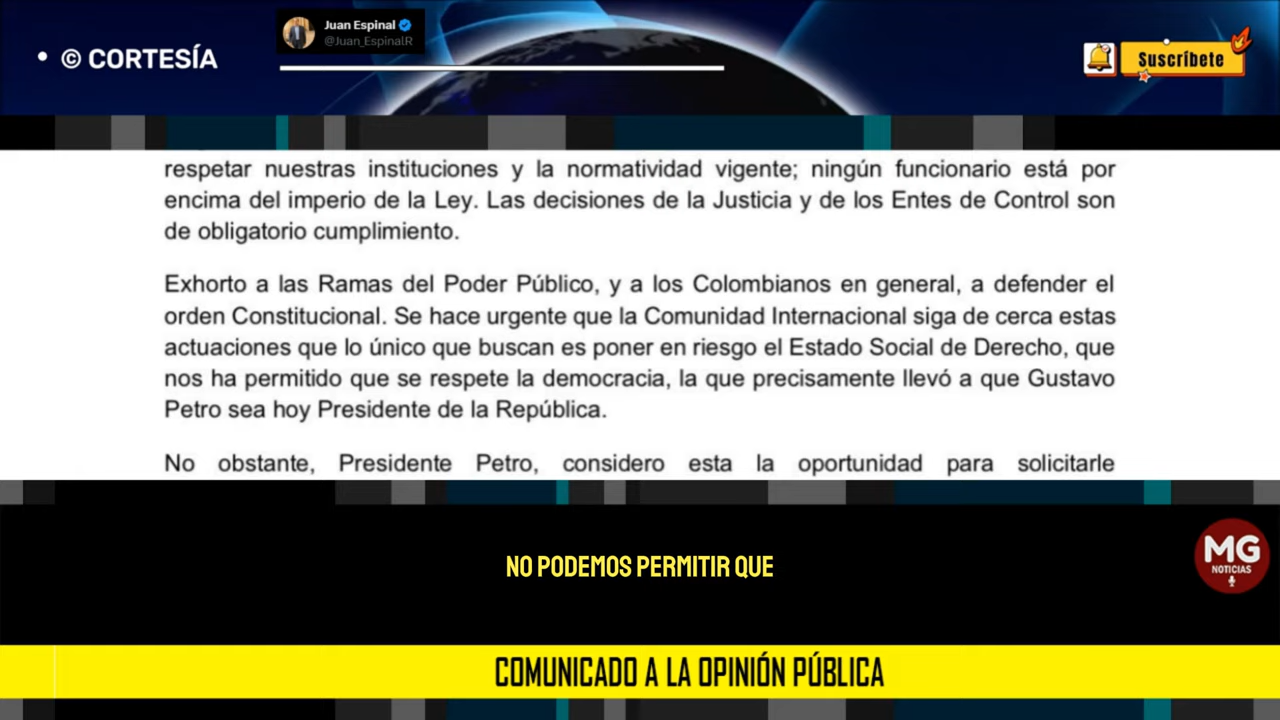 © CORTESÍA
Juan Espinal
@Juan_EspinalR
Suscríbete
respetar nuestras instituciones y la normatividad vigente; ningún funcionario está por
encima del imperio de la Ley. Las decisiones de la Justicia y de los Entes de Control son
de obligatorio cumplimiento.
Exhorto a las Ramas del Poder Público, y a los Colombianos en general, a defender el
orden Constitucional. Se hace urgente que la Comunidad Internacional siga de cerca estas
actuaciones que lo único que buscan es poner en riesgo el Estado Social de Derecho, que
nos ha permitido que se respete la democracia, la que precisamente llevó a que Gustavo
Petro sea hoy Presidente de la República.
No obstante, Presidente Petro, considero esta la oportunidad para solicitarle
NO PODEMOS PERMITIR QUE
MG
NOTICIAS
COMUNICADO A LA OPINIÓN PÚBLICA